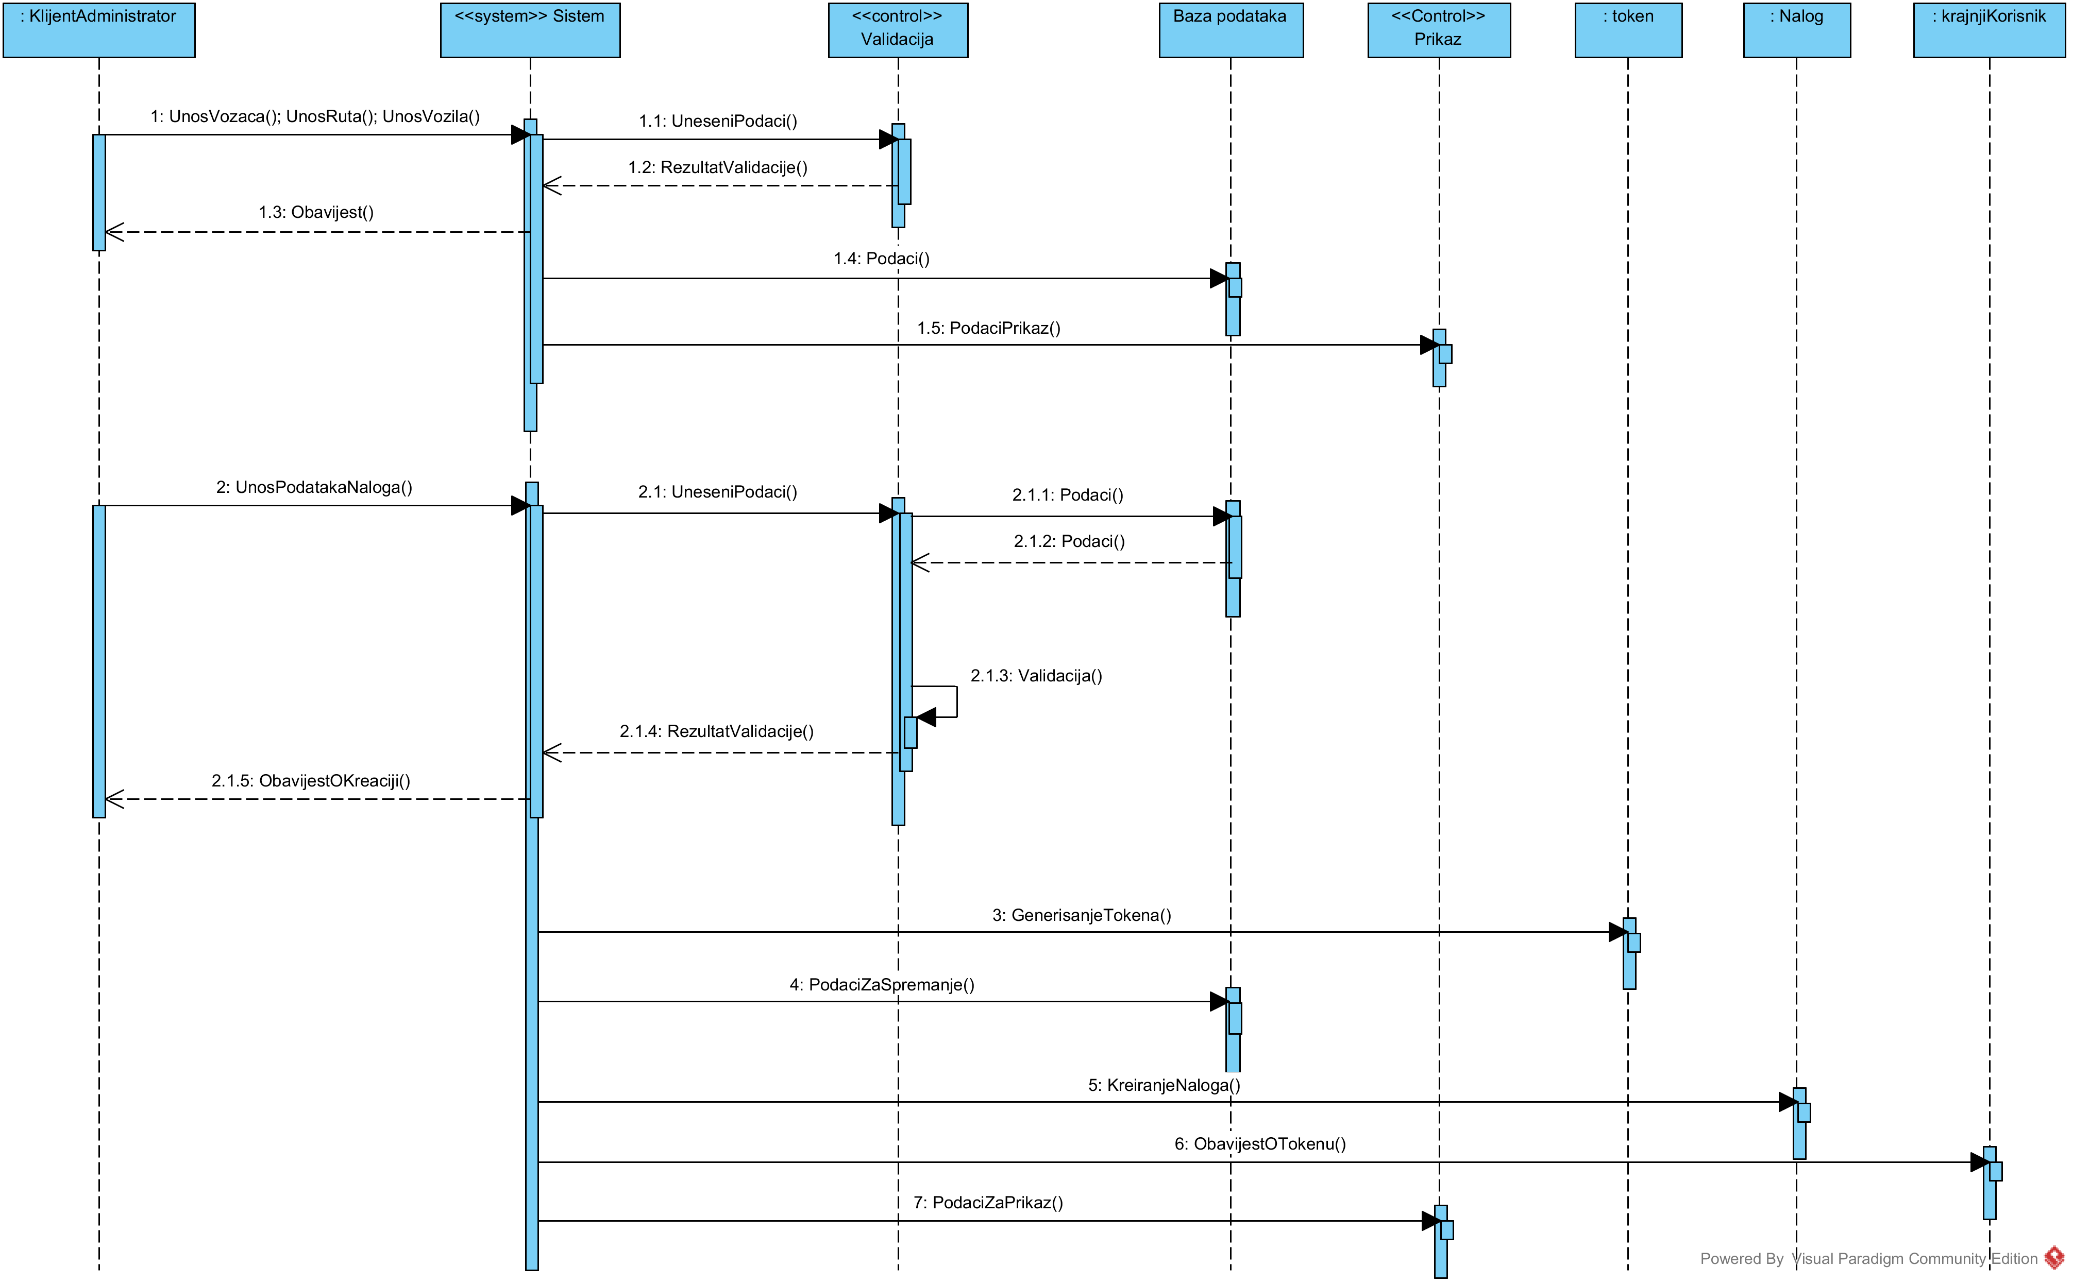 : KlijentAdministrator
<<system>> Sistem
<<control>>
Validacija
Baza podataka
<<Control>>
Prikaz
: token
: Nalog
: krajnjiKorisnik
1: UnosVozaca(); UnosRuta(); UnosVozila()
1.1: UneseniPodaci()
1.2: RezultatValidacije()
1.3: Obavijest()
1.4: Podaci()
1.5: PodaciPrikaz()
2: UnosPodatakaNaloga()
2.1: UneseniPodaci()
2.1.1: Podaci()
2.1.2: Podaci()
2.1.3: Validacija()
2.1.4: RezultatValidacije()
2.1.5: ObavijestOKreaciji()
3: GenerisanjeTokena()
4: PodaciZaSpremanje()
5: KreiranjeNaloga()
6: ObavijestOTokenu()
7: PodaciZaPrikaz()
Powered By Visual Paradigm Community Edition